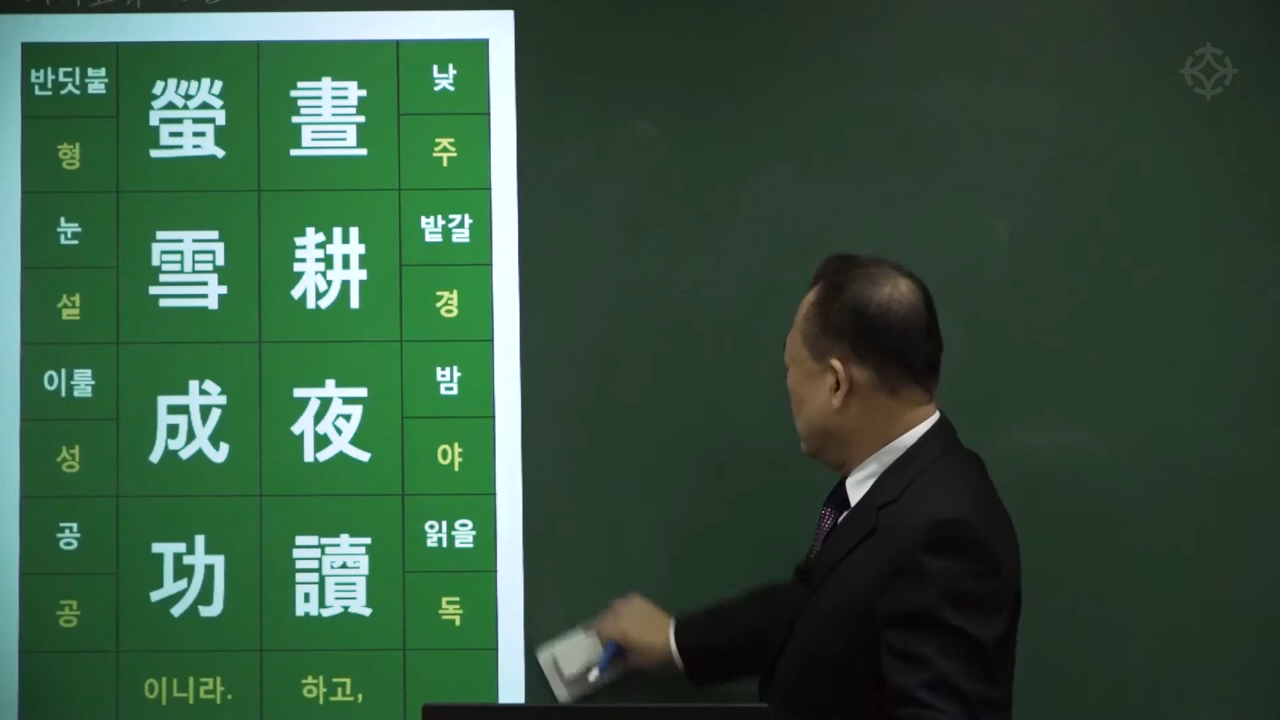 낮 주 晝
밭갈 경 耕
밤 야 夜
읽을 독 讀
하고,
반딧불 형 螢
눈 설 雪
이룰 성 成
공 공 功
이니라.